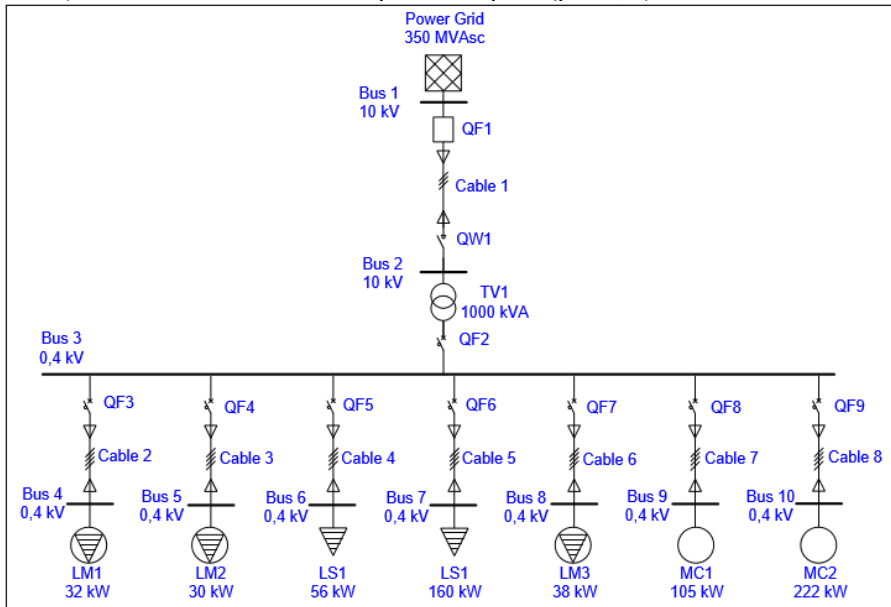 Power Grid
350 MVAsc
Bus 1
10 kV
QF1
Cable 1
QW1
Bus 2
10 kV
TV1
1000 kVA
QF2
Bus 3
0,4 kV
QF3
QF4
QF5
QF6
QF7
QF8
QF9
Cable 2
Cable 3
Cable 4
Cable 5
Cable 6
Cable 7
Cable 8
Bus 4
0,4 kV
Bus 5
0,4 kV
Bus 6
0,4 kV
Bus 7
0,4 kV
Bus 8
0,4 kV
Bus 9
0,4 kV
Bus 10
0,4 kV
LM1
32 kW
LM2
30 kW
LS1
56 kW
LS1
160 kW
LM3
38 kW
MC1
105 kW
MC2
222 kW